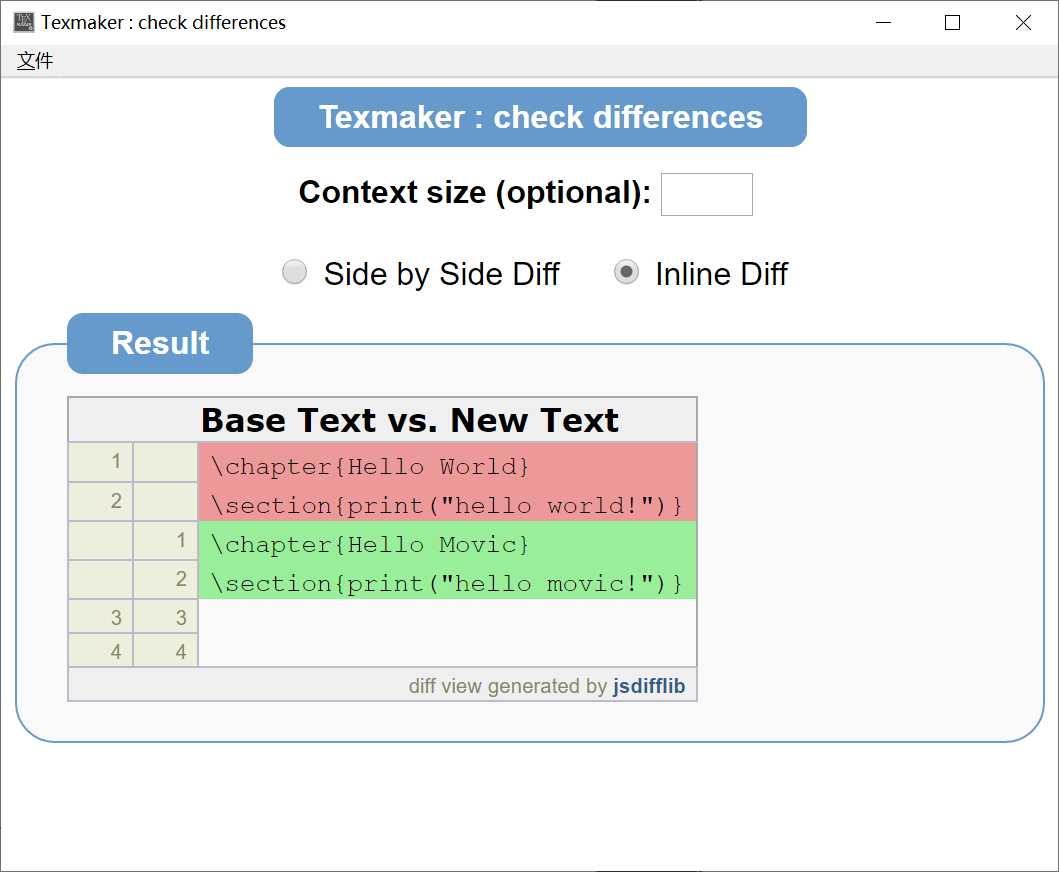 Texmaker : check differences
文件
Texmaker : check differences
Context size (optional):
Side by Side Diff Inline Diff
Result
Base Text vs. New Text
1 \chapter{Hello World}
2 \section{print("hello world!")}
1 \chapter{Hello Movic}
2 \section{print("hello movic!")}
3 3
4 4
diff view generated by jsdifflib